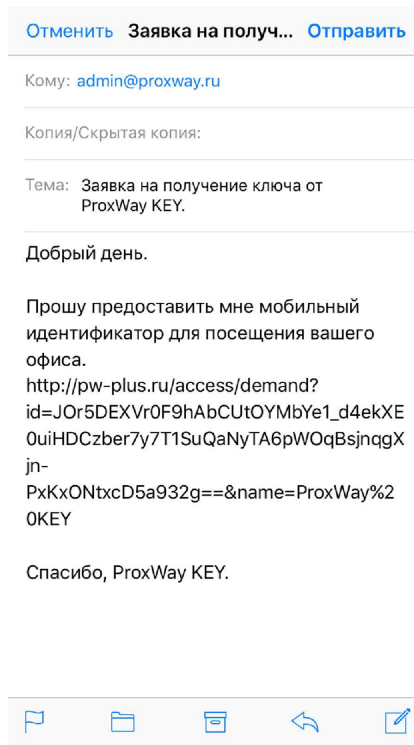 Отменить Заявка на получ... Отправить
Кому: admin@proxway.ru
Копия/Скрытая копия:
Тема: Заявка на получение ключа от
ProxWay KEY.
Добрый день.
Прошу предоставить мне мобильный
идентификатор для посещения вашего
офиса.
http://pw-plus.ru/access/demand?
id=JOr5DEXVr0F9hAbCUtOYMbYe1_d4ekXE
0uiHDCzber7y7T1SuQaNyTA6pWOqBsjnqgX
jn-
PxKxONtxcD5a932g==&name=ProxWay%2
0KEY
Спасибо, ProxWay KEY.